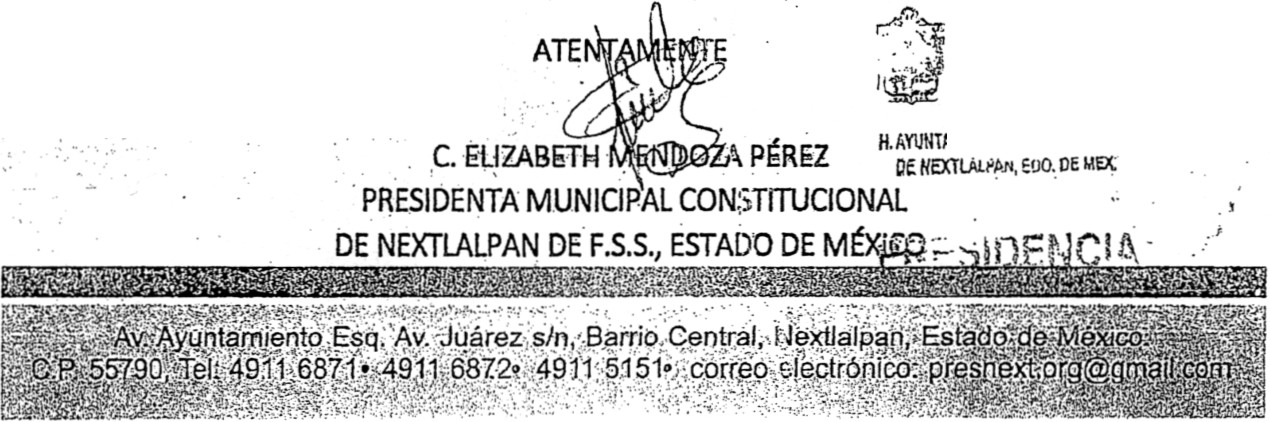 ATENTAMENTE
C. ELIZABETH MENDOZA PÉREZ
PRESIDENTA MUNICIPAL CONSTITUCIONAL
DE NEXTLALPAN DE F.S.S., ESTADO DE MÉXICO
H. AYUNT
DE NEXTLALPAN, EDO. DE MEX.
PRESIDENCIA
Av. Ayuntamiento Esq. Av. Juárez s/n, Barrio Central, Nextlalpan, Estado de México.
C.P. 55790, Tel: 4911 6871• 4911 6872• 4911 5151• correo electrónico: presnext.org@gmail.com